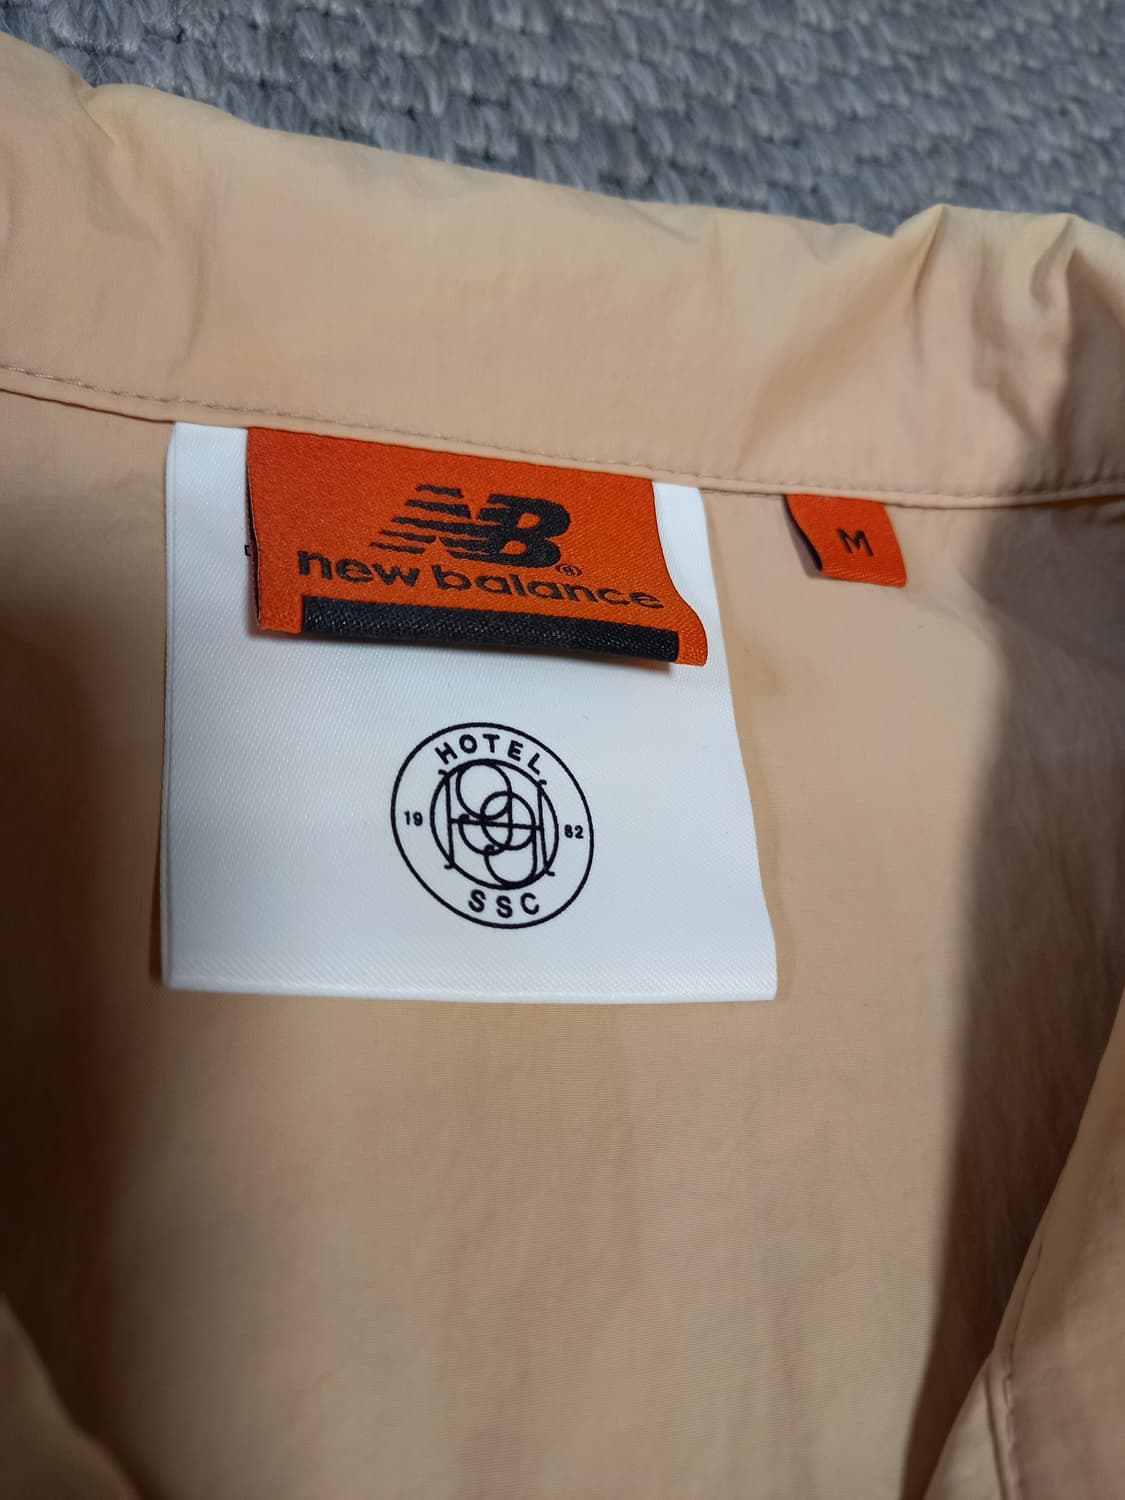 NB
new balance®
M
HOTEL
19 82
SSC